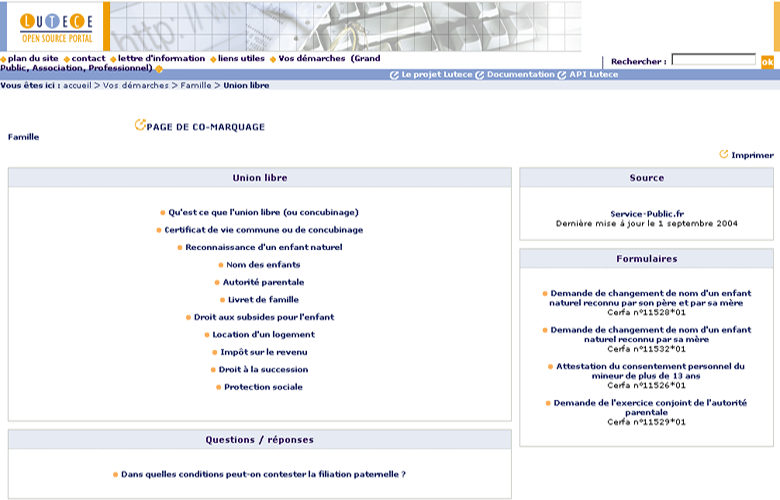 LUTECE
OPEN SOURCE PORTAL
http://
plan du site contact lettre d'information liens utiles Vos démarches (Grand
Public, Association, Professionnel)
Rechercher : ok
Le projet Lutece Documentation API Lutece
Vous êtes ici : accueil > Vos démarches > Famille > Union libre
PAGE DE CO-MARQUAGE
Famille
Imprimer
Union libre
Qu'est ce que l'union libre (ou concubinage)
Certificat de vie commune ou de concubinage
Reconnaissance d'un enfant naturel
Nom des enfants
Autorité parentale
Livret de famille
Droit aux subsides pour l'enfant
Location d'un logement
Impôt sur le revenu
Droit à la succession
Protection sociale
Questions / réponses
Dans quelles conditions peut-on contester la filiation paternelle ?
Source
Service-Public.fr
Dernière mise á jour le 1 septembre 2004
Formulaires
Demande de changement de nom d'un enfant
naturel reconnu par son père et par sa mère
Cerfa n°11528*01
Demande de changement de nom d'un enfant
naturel reconnu par sa mère
Cerfa n°11532*01
Attestation du consentement personnel du
mineur de plus de 13 ans
Cerfa n°11526*01
Demande de l'exercice conjoint de l'autorité
parentale
Cerfa n°11529*01